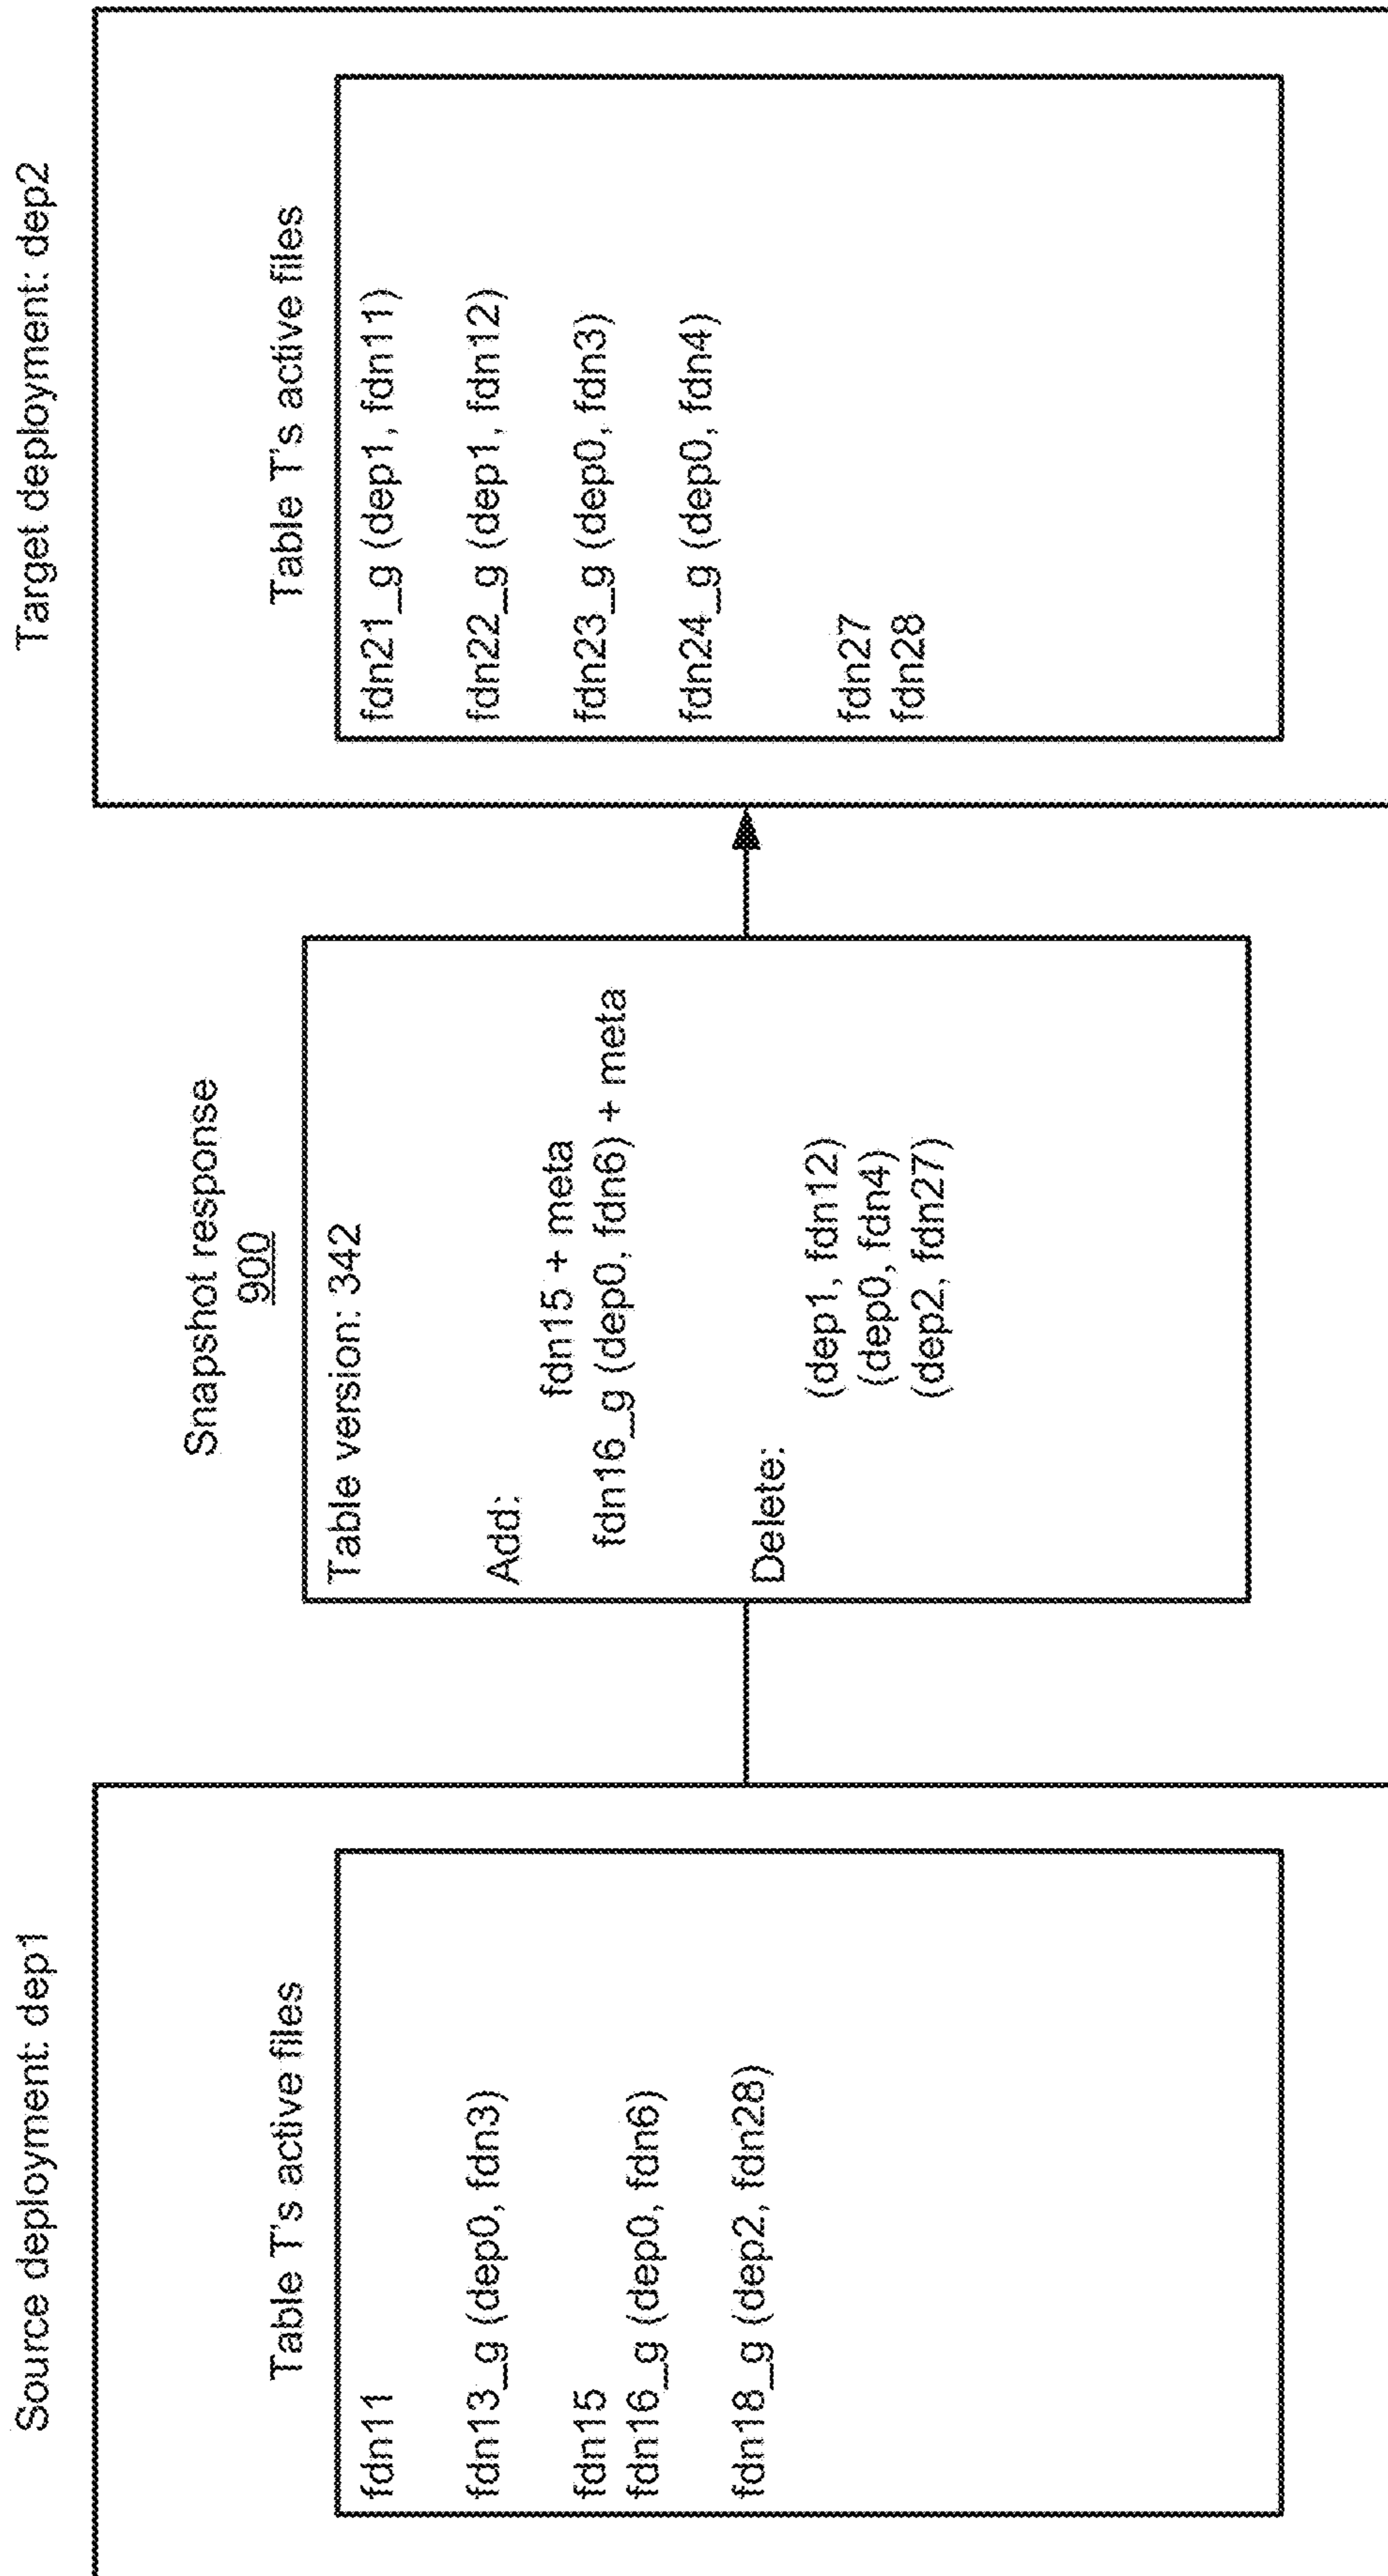 Source deployment: dep1
Table T's active files
fdn11
fdn13_g (dep0, fdn3)
fdn15
fdn16_g (dep0, fdn6)
fdn18_g (dep2, fdn28)
Snapshot response
900
Table version: 342
Add:
fdn15 + meta
fdn16_g (dep0, fdn6) + meta
Delete:
(dep1, fdn12)
(dep0, fdn4)
(dep2, fdn27)
Target deployment: dep2
Table T's active files
fdn21_g (dep1, fdn11)
fdn22_g (dep1, fdn12)
fdn23_g (dep0, fdn3)
fdn24_g (dep0, fdn4)
fdn27
fdn28